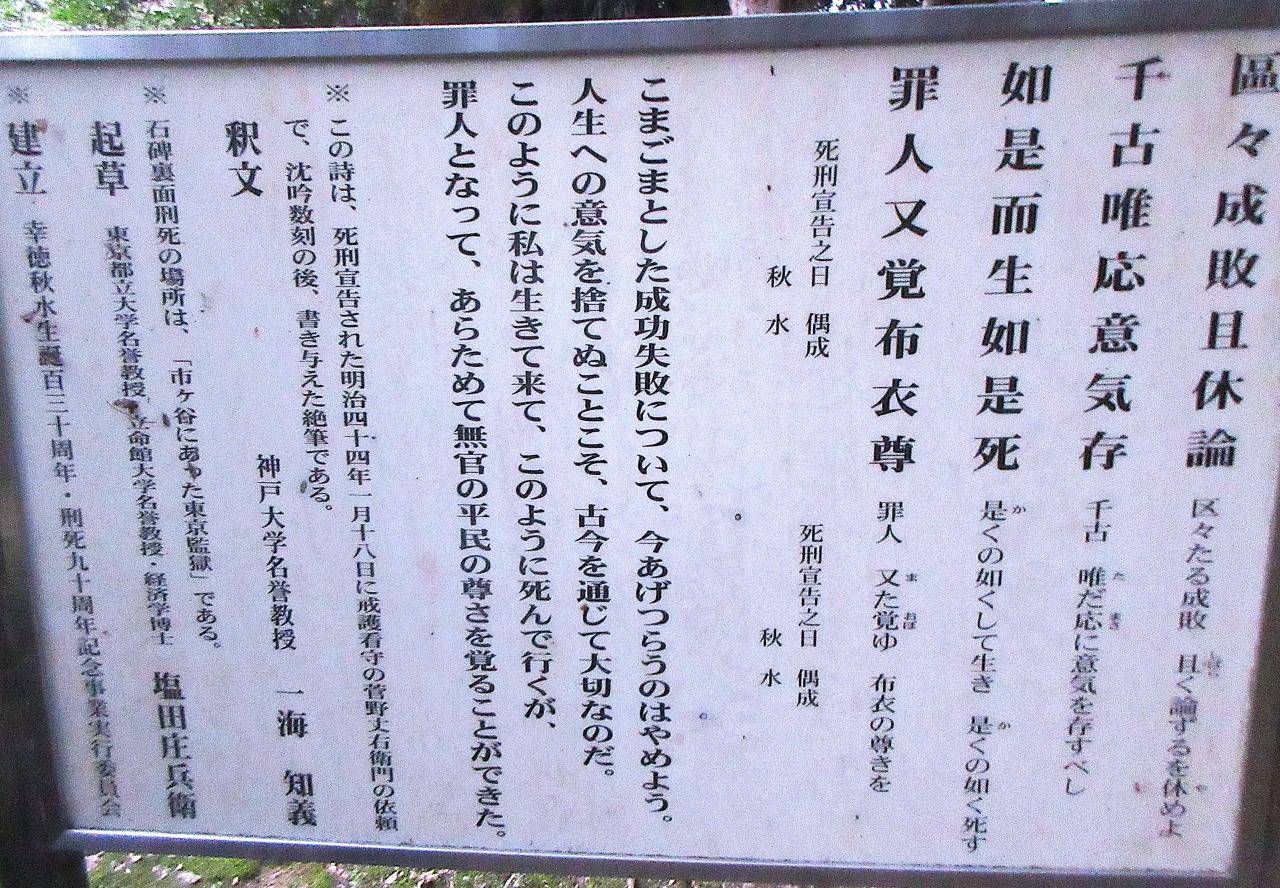 區々成敗且休論 区々たる成敗 且く論ずるを休めよ
千古唯応意気存 千古 唯だ応に意気を存すべし
如是而生如是死 是くの如くして生き 是くの如く死す
罪人又覚布衣尊 罪人 又た覚ゆ 布衣の尊きを
死刑宣告之日 偶成 死刑宣告之日 偶成
秋水 秋水
こまごまとした成功失敗について、今あげつらうのはやめよう。
人生への意気を捨てぬことこそ、古今を通じて大切なのだ。
このように私は生きて来て、このように死んで行くが、
罪人となって、あらためて無官の平民の尊さを覚ることができた。
※ この詩は、死刑宣告された明治四十四年一月十八日に戒護看守の菅野丈右衛門の依頼
で、沈吟数刻の後、書き与えた絶筆である。
釈文 神戸大学名誉教授 一海 知義
※ 石碑裏面刑死の場所は、「市ヶ谷にあった東京監獄」である。
起草 東京都立大学名誉教授、立命館大学名誉教授・経済学博士 塩田庄兵衛
※ 建立 幸徳秋水生誕百三十周年・刑死九十周年記念事業実行委員会